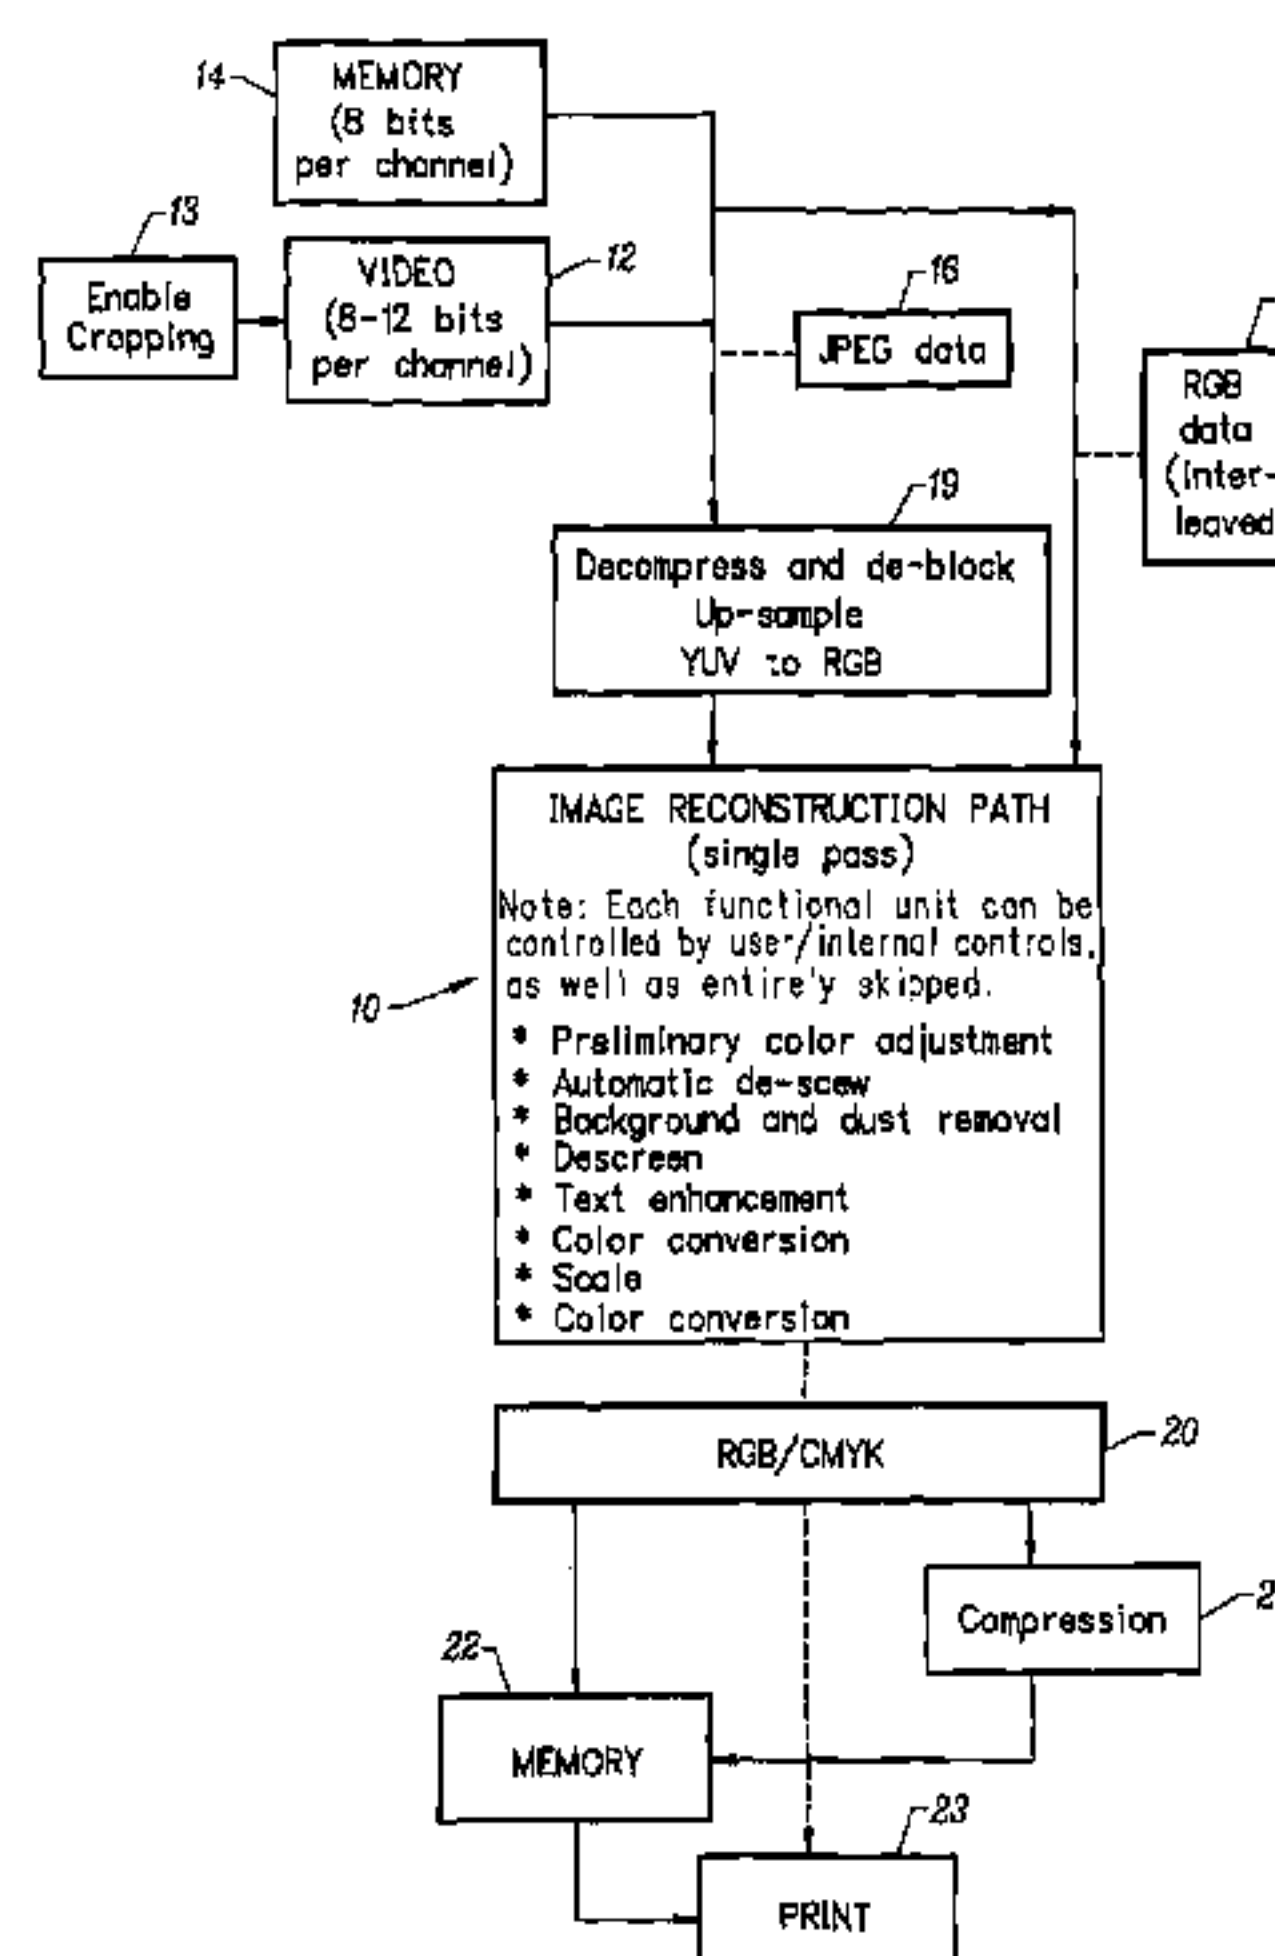 14
MEMORY
(8 bits
per channel)
13
Enable
Cropping
VIDEO
(8-12 bits
per channel)
12
16
JPEG data
RGB
data
(inter-
leaved
19
Decompress and de-block
Up-sample
YUV to RGB
IMAGE RECONSTRUCTION PATH
(single pass)
Note: Each functional unit can be
controlled by user/internal controls,
as well as entirely skipped.
10
* Preliminary color adjustment
* Automatic de-scew
* Background and dust removal
* Descreen
* Text enhancement
* Color conversion
* Scale
* Color conversion
RGB/CMYK
20
Compression
22
MEMORY
23
PRINT